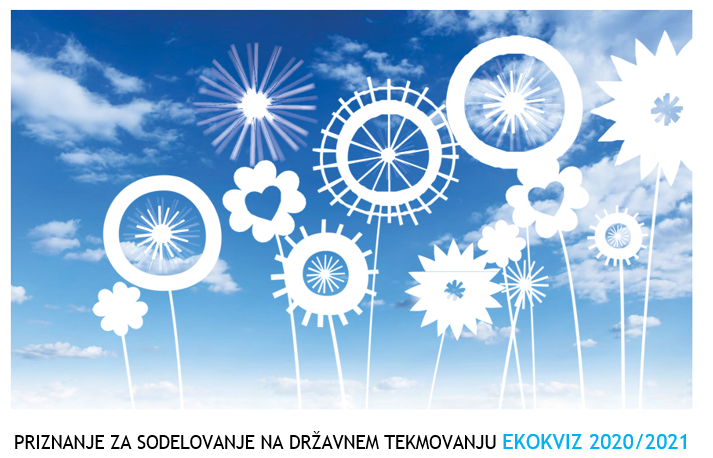 PRIZNANJE ZA SODELOVANJE NA DRŽAVNEM TEKMOVANJU EKOKVIZ 2020/2021